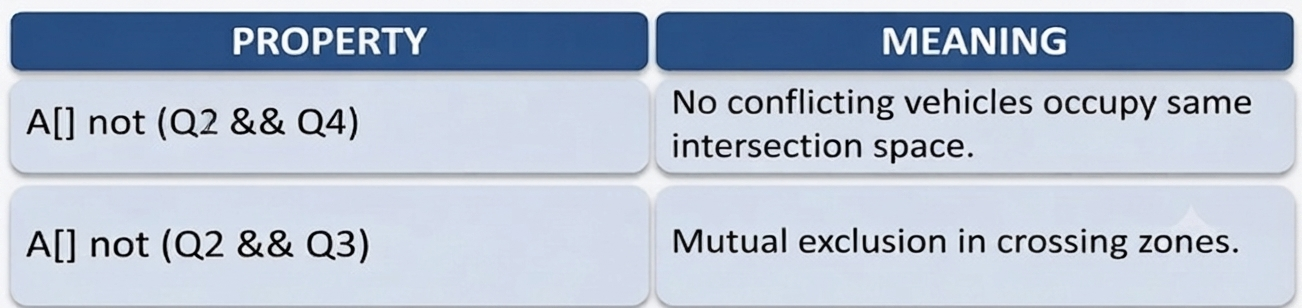 PROPERTY
MEANING
A[] not (Q2 && Q4)
No conflicting vehicles occupy same
intersection space.
A[] not (Q2 && Q3)
Mutual exclusion in crossing zones.